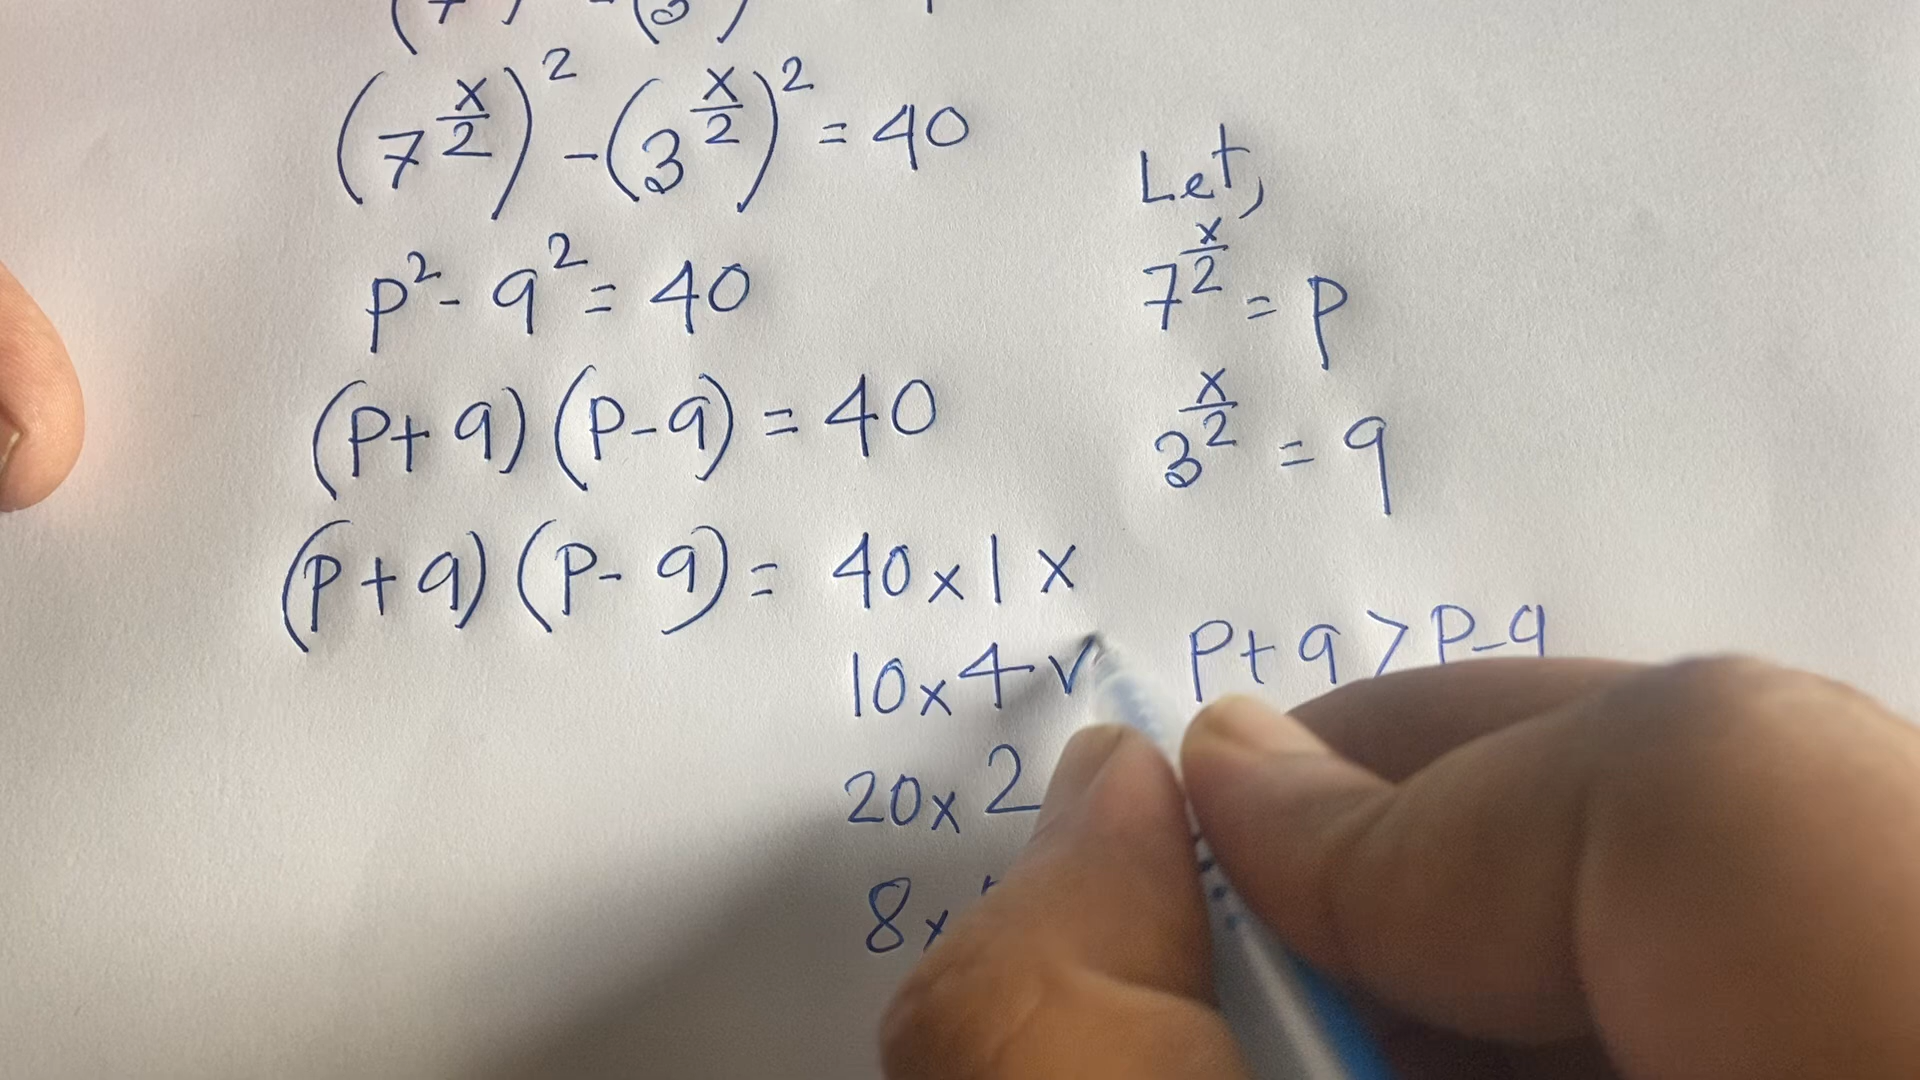 (7^(x/2))² - (3^(x/2))² = 40
p² - q² = 40
(p+q)(p-q) = 40
(p+q)(p-q) = 40×1 ×
10×4 ✓
20×2
8×
Let,
7^(x/2) = p
3^(x/2) = q
p+q > p-q